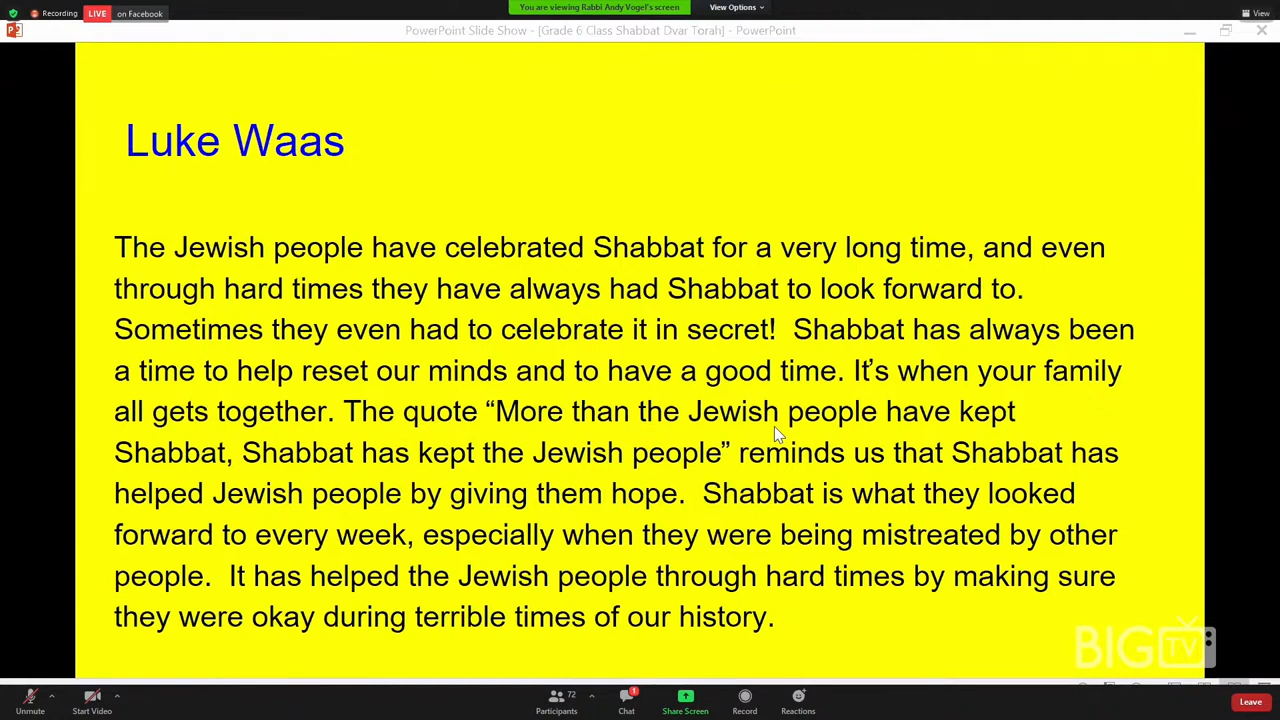 Recording
LIVE on Facebook
You are viewing Rabbi Andy Vogel's screen
View Options
View
PowerPoint Slide Show - [Grade 6 Class Shabbat Dvar Torah] - PowerPoint
Luke Waas
The Jewish people have celebrated Shabbat for a very long time, and even
through hard times they have always had Shabbat to look forward to.
Sometimes they even had to celebrate it in secret!  Shabbat has always been
a time to help reset our minds and to have a good time. It’s when your family
all gets together. The quote “More than the Jewish people have kept
Shabbat, Shabbat has kept the Jewish people” reminds us that Shabbat has
helped Jewish people by giving them hope.  Shabbat is what they looked
forward to every week, especially when they were being mistreated by other
people.  It has helped the Jewish people through hard times by making sure
they were okay during terrible times of our history.
BIG TV
72
1
Unmute
Start Video
Participants
Chat
Share Screen
Record
Reactions
Leave